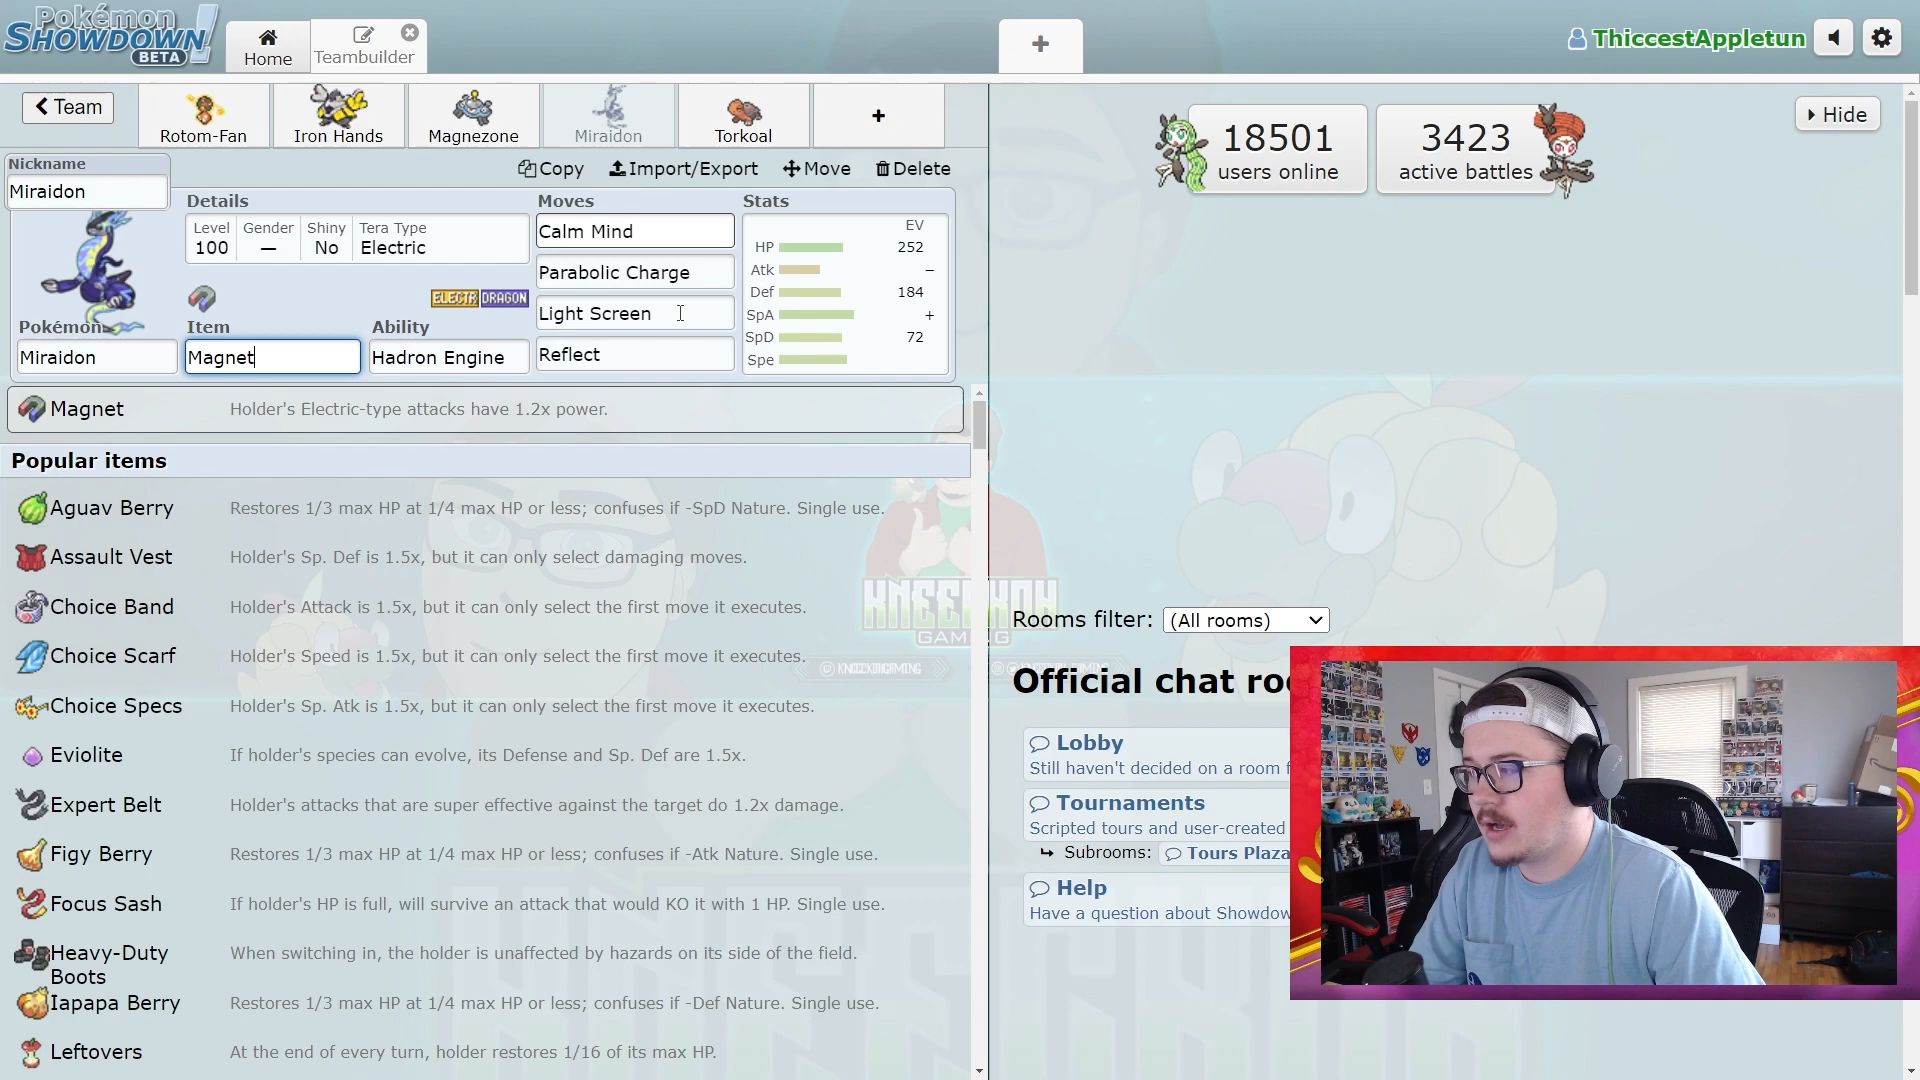 Pokémon
SHOWDOWN!
BETA
Home
Teambuilder
+
ThiccestAppletun
Team
Rotom-Fan
Iron Hands
Magnezone
Miraidon
Torkoal
+
18501
users online
3423
active battles
Hide
Nickname
Miraidon
Copy
Import/Export
Move
Delete
Details
Moves
Stats
Level
100
Gender
—
Shiny
No
Tera Type
Electric
Calm Mind
Parabolic Charge
Light Screen
Reflect
EV
HP 252
Atk –
Def 184
SpA +
SpD 72
Spe
ELECTR DRAGON
Pokémon
Item
Ability
Miraidon
Magnet
Hadron Engine
Magnet Holder's Electric-type attacks have 1.2x power.
Popular items
Aguav Berry Restores 1/3 max HP at 1/4 max HP or less; confuses if -SpD Nature. Single use.
Assault Vest Holder's Sp. Def is 1.5x, but it can only select damaging moves.
Choice Band Holder's Attack is 1.5x, but it can only select the first move it executes.
Choice Scarf Holder's Speed is 1.5x, but it can only select the first move it executes.
Choice Specs Holder's Sp. Atk is 1.5x, but it can only select the first move it executes.
Eviolite If holder's species can evolve, its Defense and Sp. Def are 1.5x.
Expert Belt Holder's attacks that are super effective against the target do 1.2x damage.
Figy Berry Restores 1/3 max HP at 1/4 max HP or less; confuses if -Atk Nature. Single use.
Focus Sash If holder's HP is full, will survive an attack that would KO it with 1 HP. Single use.
Heavy-Duty Boots When switching in, the holder is unaffected by hazards on its side of the field.
Iapapa Berry Restores 1/3 max HP at 1/4 max HP or less; confuses if -Def Nature. Single use.
Leftovers At the end of every turn, holder restores 1/16 of its max HP.
KNEECKOH
GAMING
@KNEECKOHGAMING
Rooms filter: (All rooms)
Official chat roo
Lobby
Still haven't decided on a room f
Tournaments
Scripted tours and user-created
Subrooms: Tours Plaza
Help
Have a question about Showdow